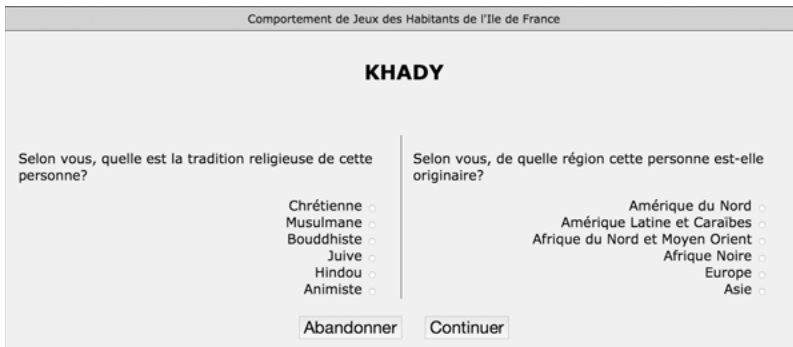 Comportement de Jeux des Habitants de l'Ile de France
KHADY
Selon vous, quelle est la tradition religieuse de cette
personne?
Chrétienne
Musulmane
Bouddhiste
Juive
Hindou
Animiste
Selon vous, de quelle région cette personne est-elle
originaire?
Amérique du Nord
Amérique Latine et Caraïbes
Afrique du Nord et Moyen Orient
Afrique Noire
Europe
Asie
Abandonner
Continuer